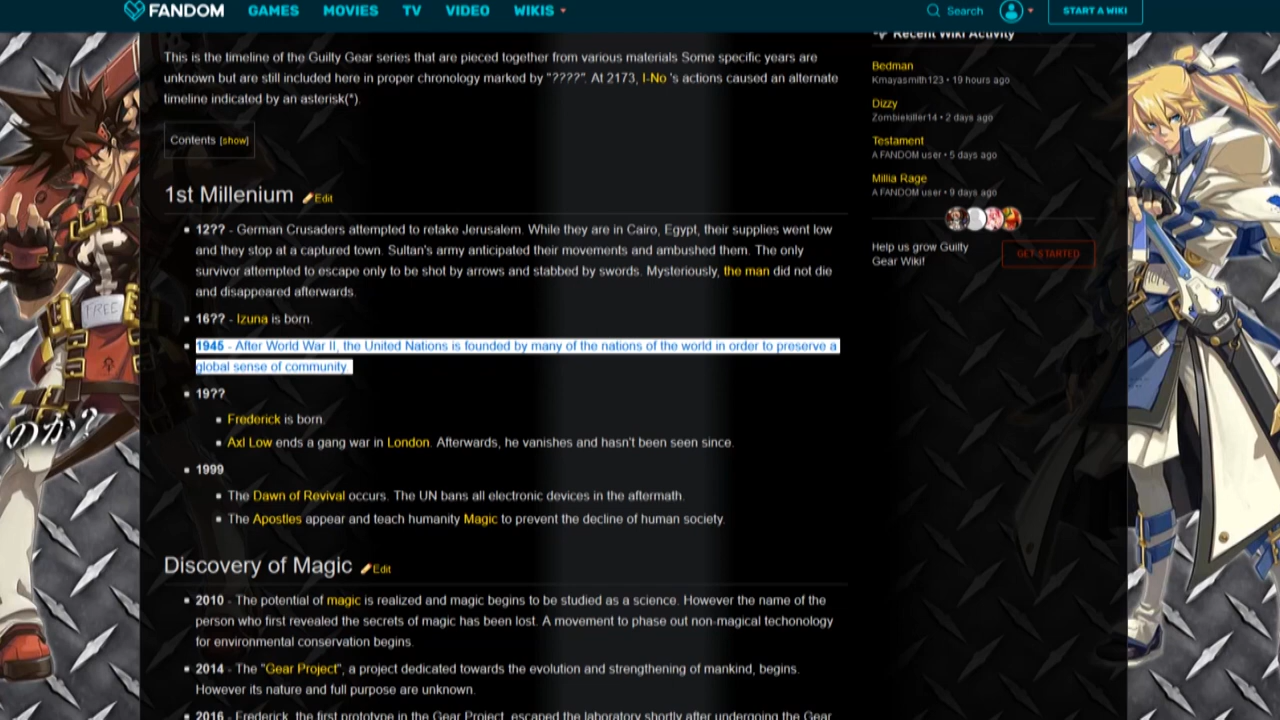 FANDOM GAMES MOVIES TV VIDEO WIKIS Search START A WIKI
This is the timeline of the Guilty Gear series that are pieced together from various materials Some specific years are
unknown but are still included here in proper chronology marked by "????". At 2173, I-No 's actions caused an alternate
timeline indicated by an asterisk(*).
Contents [show]
1st Millenium Edit
12?? - German Crusaders attempted to retake Jerusalem. While they are in Cairo, Egypt, their supplies went low
and they stop at a captured town. Sultan's army anticipated their movements and ambushed them. The only
survivor attempted to escape only to be shot by arrows and stabbed by swords. Mysteriously, the man did not die
and disappeared afterwards.
16?? - Izuna is born.
1945 - After World War II, the United Nations is founded by many of the nations of the world in order to preserve a
global sense of community.
19??
Frederick is born.
Axl Low ends a gang war in London. Afterwards, he vanishes and hasn't been seen since.
1999
The Dawn of Revival occurs. The UN bans all electronic devices in the aftermath.
The Apostles appear and teach humanity Magic to prevent the decline of human society.
Discovery of Magic Edit
2010 - The potential of magic is realized and magic begins to be studied as a science. However the name of the
person who first revealed the secrets of magic has been lost. A movement to phase out non-magical techonology
for environmental conservation begins.
2014 - The "Gear Project", a project dedicated towards the evolution and strengthening of mankind, begins.
However its nature and full purpose are unknown.
2016 - Frederick, the first prototype in the Gear Project, escaped the laboratory shortly after undergoing the Gear
Recent Wiki Activity
Bedman
Kmayasmith123 • 19 hours ago
Dizzy
Zombiekiller14 • 2 days ago
Testament
A FANDOM user • 5 days ago
Millia Rage
A FANDOM user • 9 days ago
Help us grow Guilty
Gear Wiki!
GET STARTED
FREE
のか?